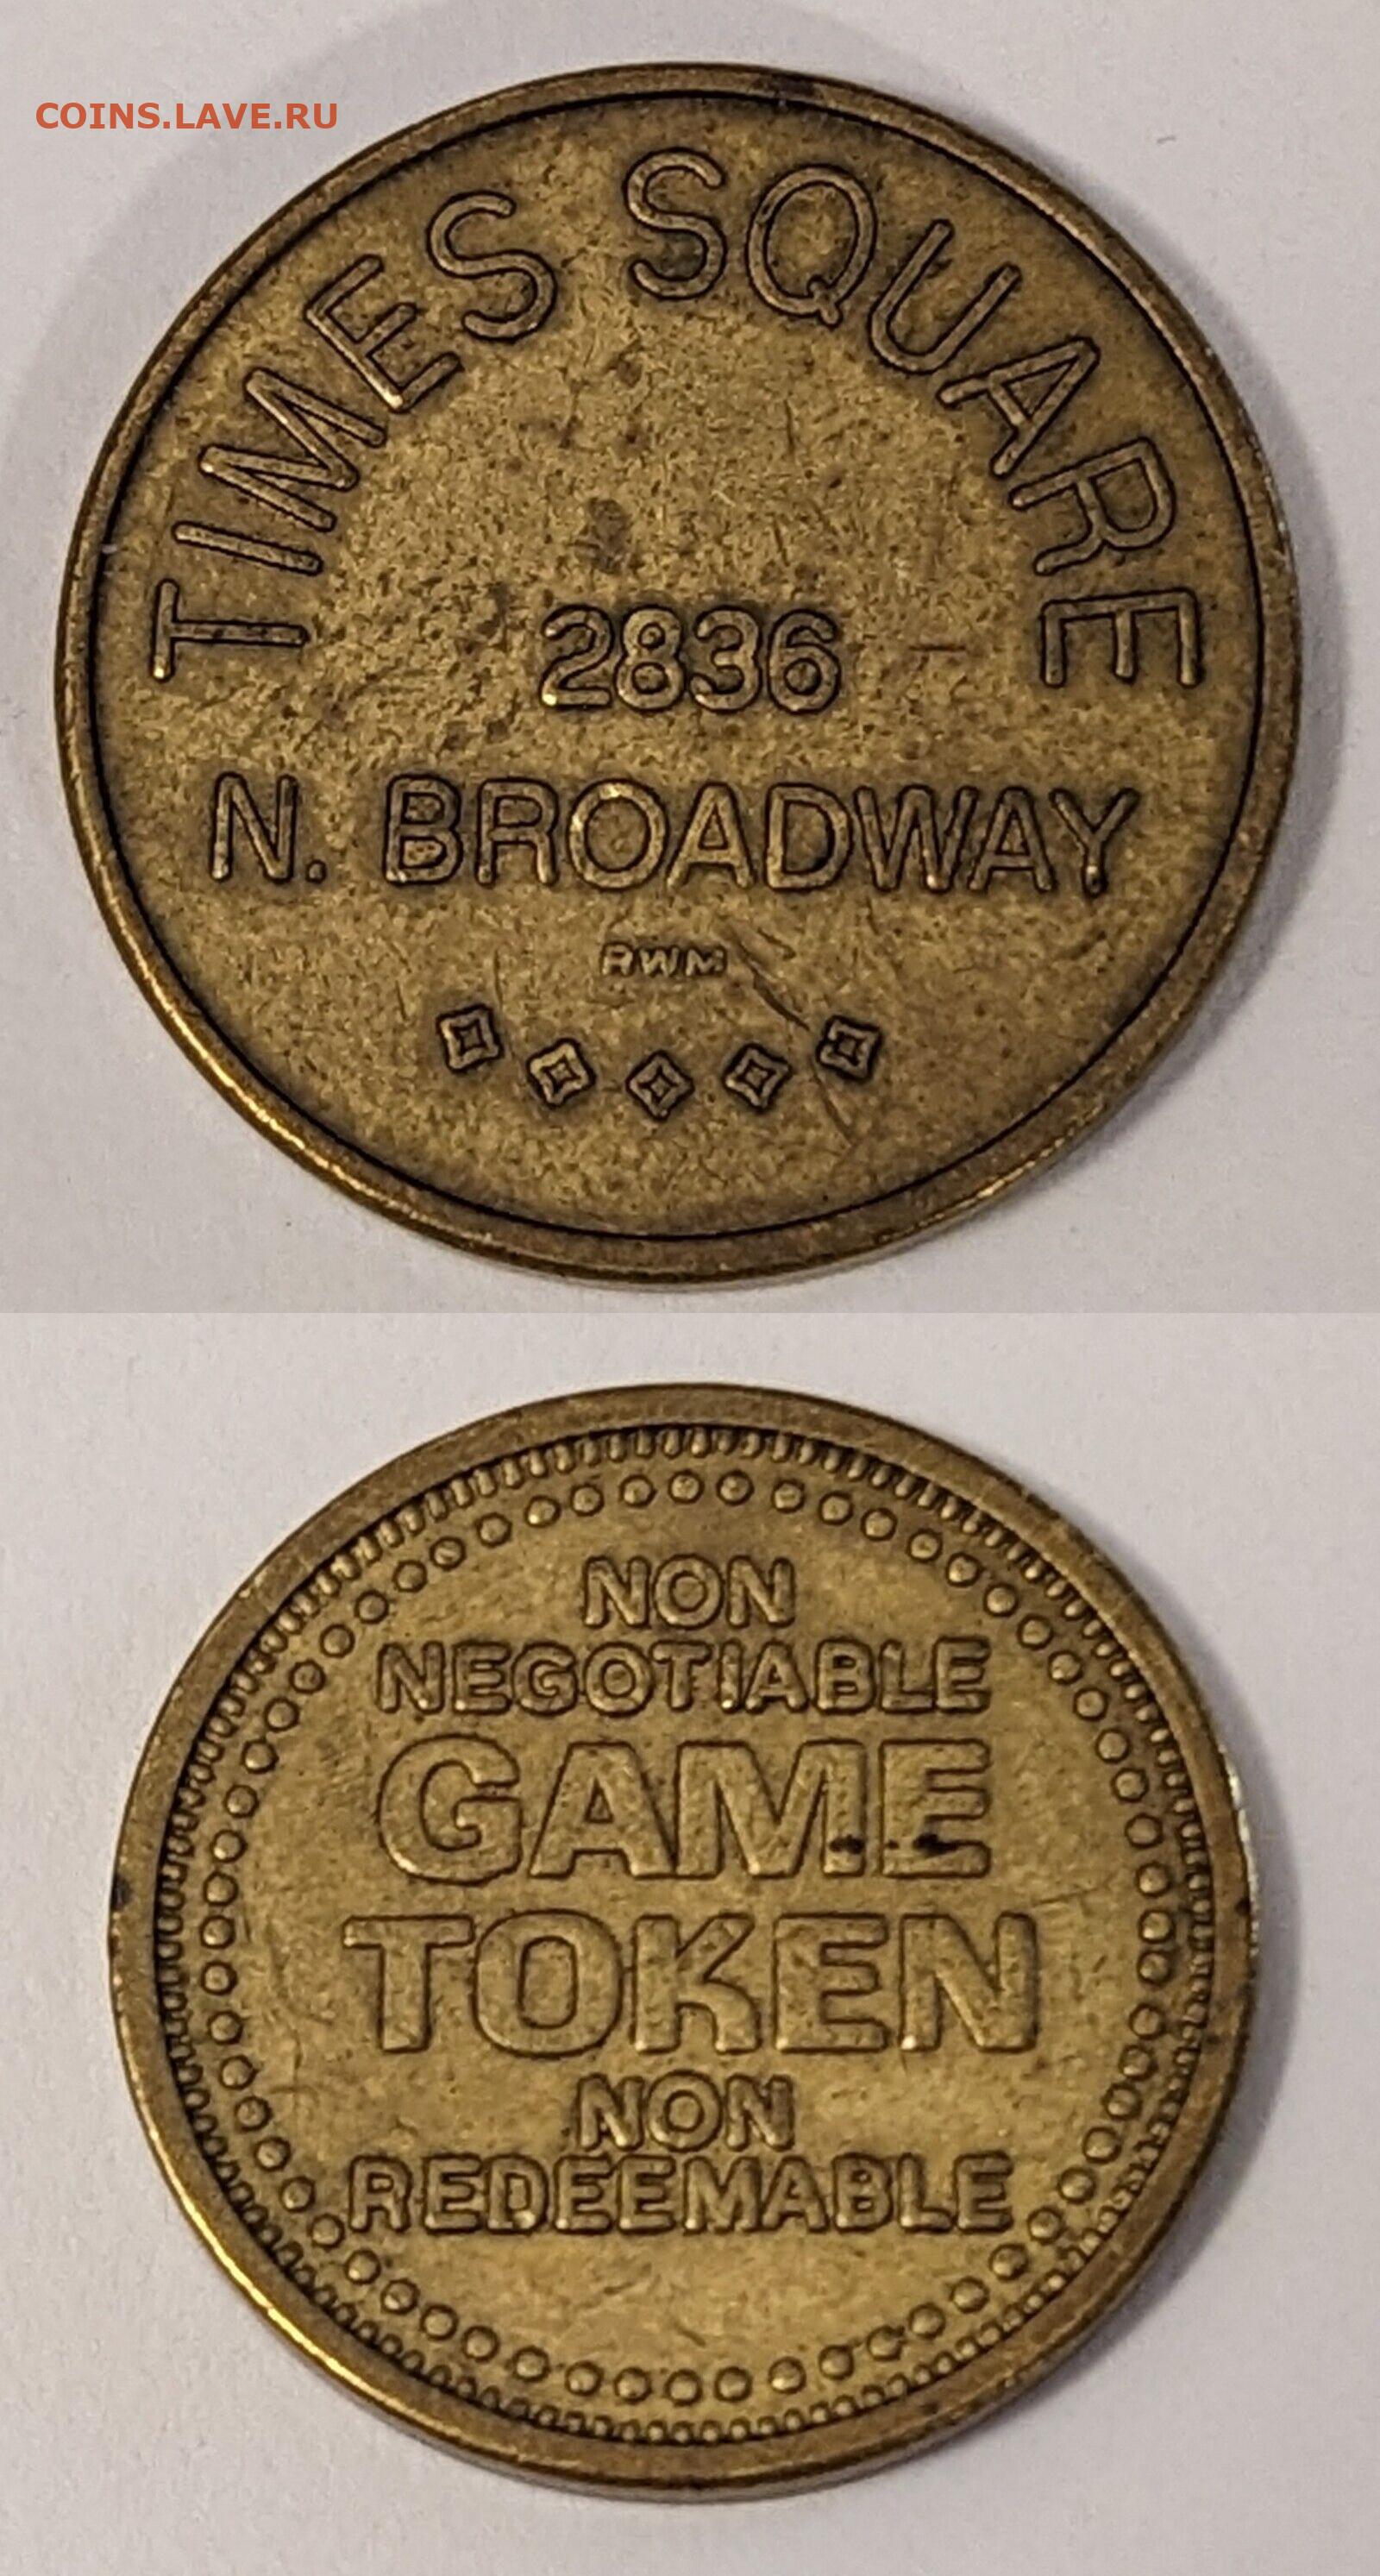 COINS.LAVE.RU
TIMES SQUARE
2836
N. BROADWAY
RWM
NON
NEGOTIABLE
GAME
TOKEN
NON
REDEEMABLE